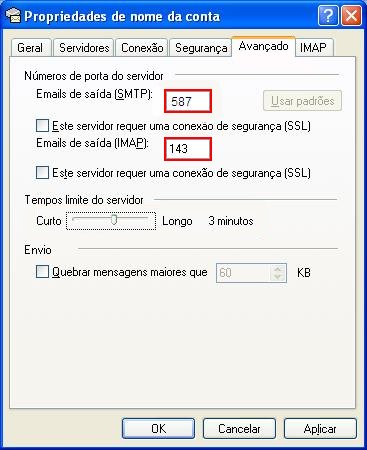 Propriedades de nome da conta
Geral Servidores Conexão Segurança Avançado IMAP
Números de porta do servidor
Emails de saída (SMTP): 587 Usar padrões
Este servidor requer uma conexão de segurança (SSL)
Emails de saída (IMAP): 143
Este servidor requer uma conexão de segurança (SSL)
Tempos limite do servidor
Curto Longo 3 minutos
Envio
Quebrar mensagens maiores que 60 KB
OK Cancelar Aplicar